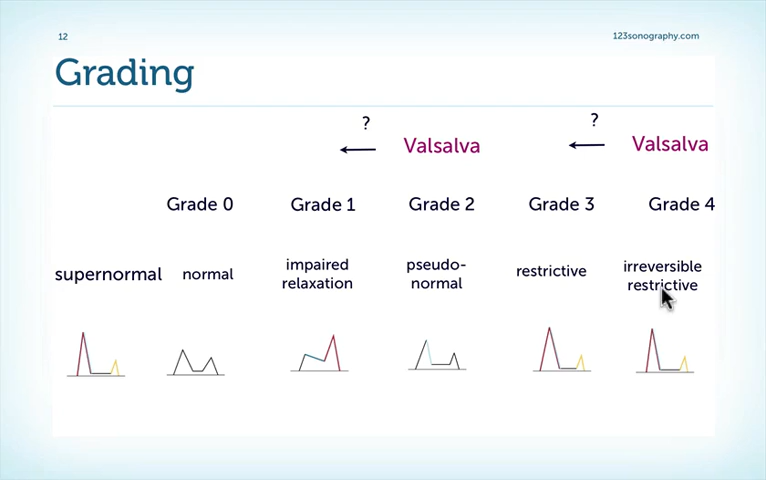 12
123sonography.com
Grading
?
Valsalva
?
Valsalva
Grade 0
Grade 1
Grade 2
Grade 3
Grade 4
supernormal
normal
impaired
relaxation
pseudo-
normal
restrictive
irreversible
restrictive